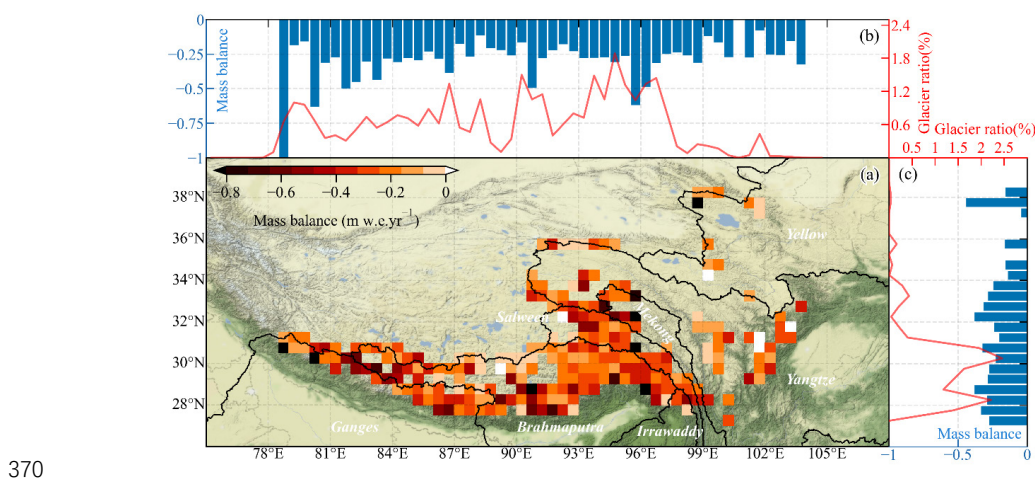 0
−0.25
−0.5
−0.75
−1
Mass balance
(b)
2.4
1.8
1.2
0.6
Glacier ratio(%)
Glacier ratio(%)
0.5 1 1.5 2 2.5
−0.8 −0.6 −0.4 −0.2 0
Mass balance (m w.c.yr⁻¹)
(a)
(c)
38°N
36°N
34°N
32°N
30°N
28°N
Yellow
Salween
Mekong
Yangtze
Ganges
Brahmaputra
Irrawaddy
78°E 81°E 84°E 87°E 90°E 93°E 96°E 99°E 102°E 105°E
Mass balance
−1 −0.5 0
370